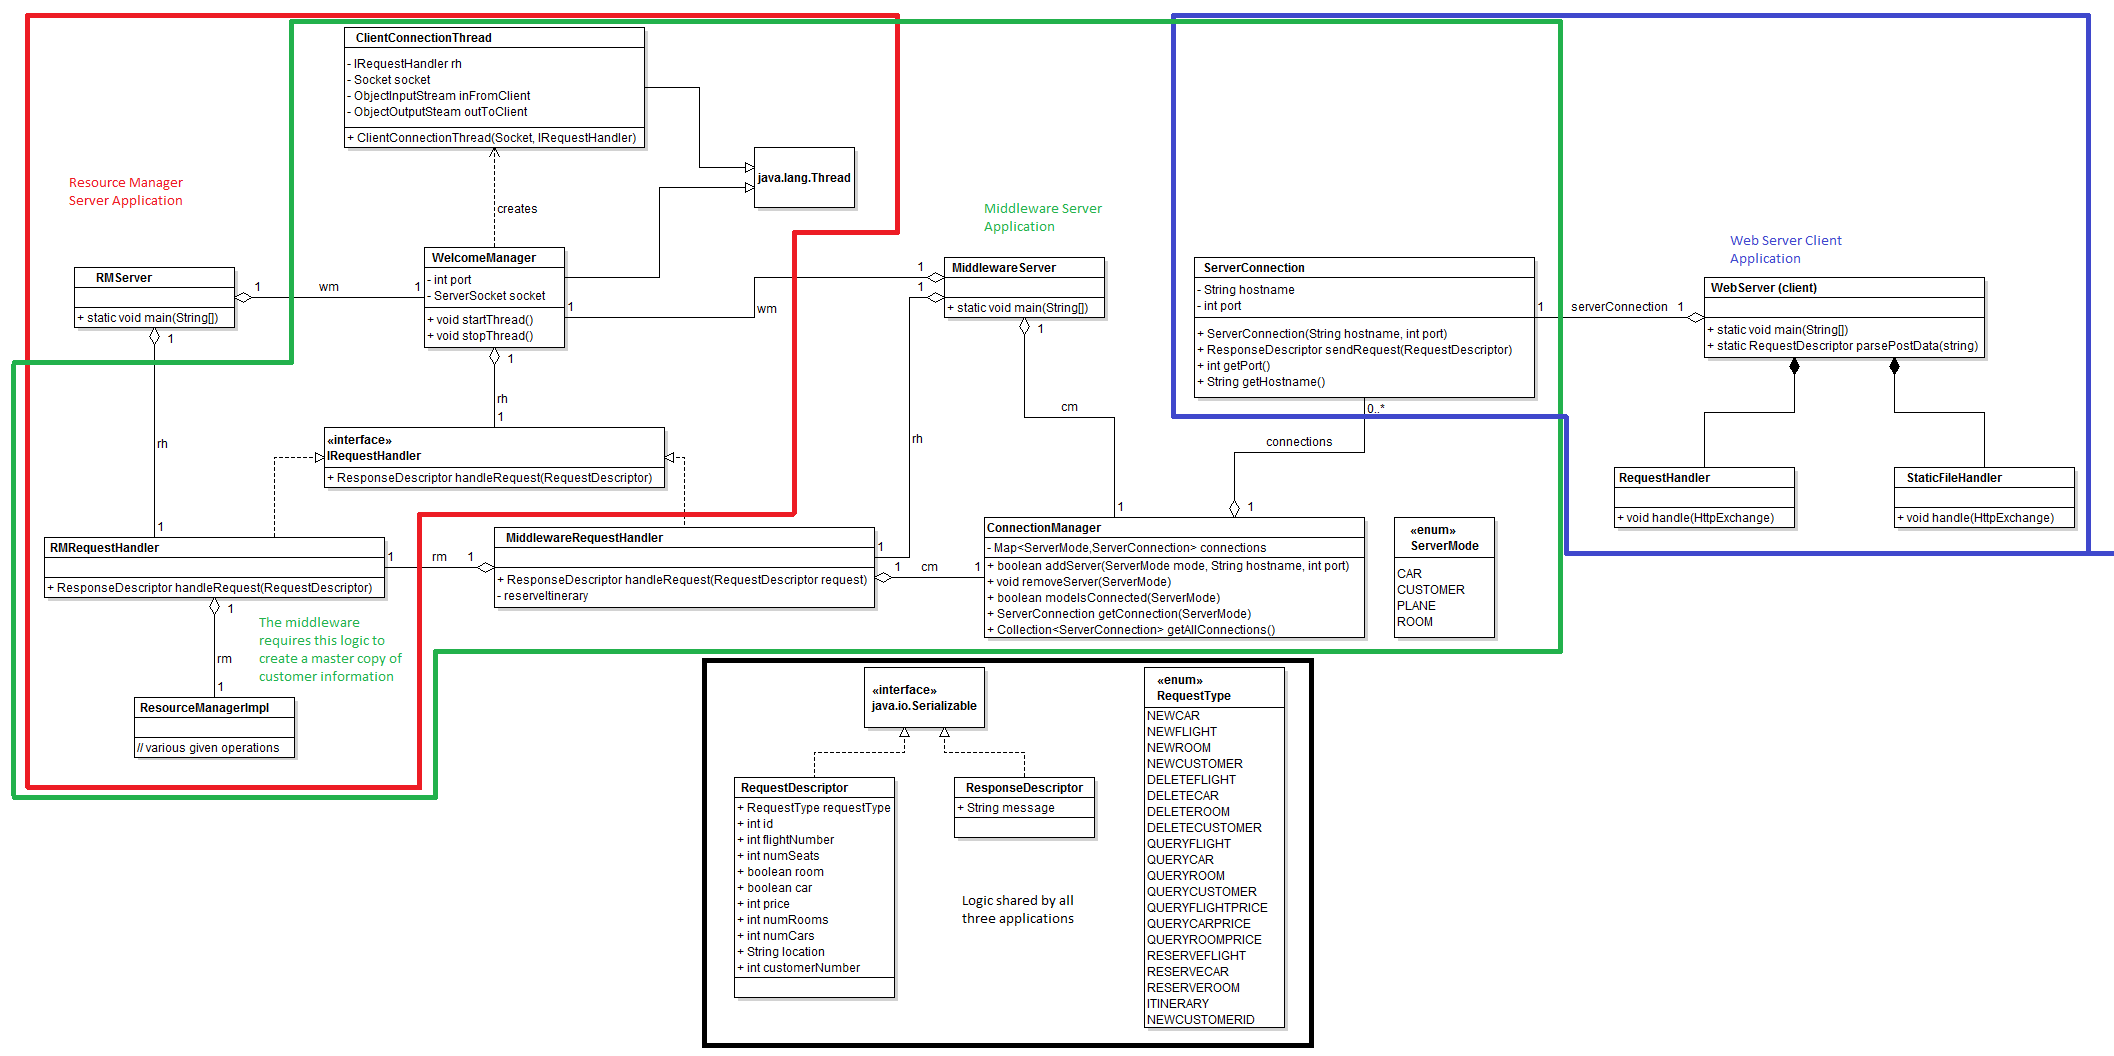 ClientConnectionThread
- IRequestHandler rh
- Socket socket
- ObjectInputStream inFromClient
- ObjectOutputSteam outToClient
+ ClientConnectionThread(Socket, IRequestHandler)
java.lang.Thread
Resource Manager
Server Application
creates
Middleware Server
Application
Web Server Client
Application
RMServer
+ static void main(String[])
1
wm
1
WelcomeManager
- int port
- ServerSocket socket
+ void startThread()
+ void stopThread()
1
wm
1
1
MiddlewareServer
+ static void main(String[])
1
ServerConnection
- String hostname
- int port
+ ServerConnection(String hostname, int port)
+ ResponseDescriptor sendRequest(RequestDescriptor)
+ int getPort()
+ String getHostname()
1
serverConnection
1
WebServer (client)
+ static void main(String[])
+ static RequestDescriptor parsePostData(string)
1
1
rh
1
rh
1
«interface»
IRequestHandler
+ ResponseDescriptor handleRequest(RequestDescriptor)
rh
cm
1
0..*
connections
1
RequestHandler
+ void handle(HttpExchange)
StaticFileHandler
+ void handle(HttpExchange)
RMRequestHandler
+ ResponseDescriptor handleRequest(RequestDescriptor)
1
rm
1
MiddlewareRequestHandler
+ ResponseDescriptor handleRequest(RequestDescriptor request)
- reserveItinerary
1
1
cm
1
ConnectionManager
- Map<ServerMode,ServerConnection> connections
+ boolean addServer(ServerMode mode, String hostname, int port)
+ void removeServer(ServerMode)
+ boolean modeIsConnected(ServerMode)
+ ServerConnection getConnection(ServerMode)
+ Collection<ServerConnection> getAllConnections()
«enum»
ServerMode
CAR
CUSTOMER
PLANE
ROOM
1
rm
1
The middleware
requires this logic to
create a master copy of
customer information
ResourceManagerImpl
// various given operations
«interface»
java.io.Serializable
RequestDescriptor
+ RequestType requestType
+ int id
+ int flightNumber
+ int numSeats
+ boolean room
+ boolean car
+ int price
+ int numRooms
+ int numCars
+ String location
+ int customerNumber
ResponseDescriptor
+ String message
Logic shared by all
three applications
«enum»
RequestType
NEWCAR
NEWFLIGHT
NEWROOM
NEWCUSTOMER
DELETEFLIGHT
DELETECAR
DELETEROOM
DELETECUSTOMER
QUERYFLIGHT
QUERYCAR
QUERYROOM
QUERYCUSTOMER
QUERYFLIGHTPRICE
QUERYCARPRICE
QUERYROOMPRICE
RESERVEFLIGHT
RESERVECAR
RESERVEROOM
ITINERARY
NEWCUSTOMERID